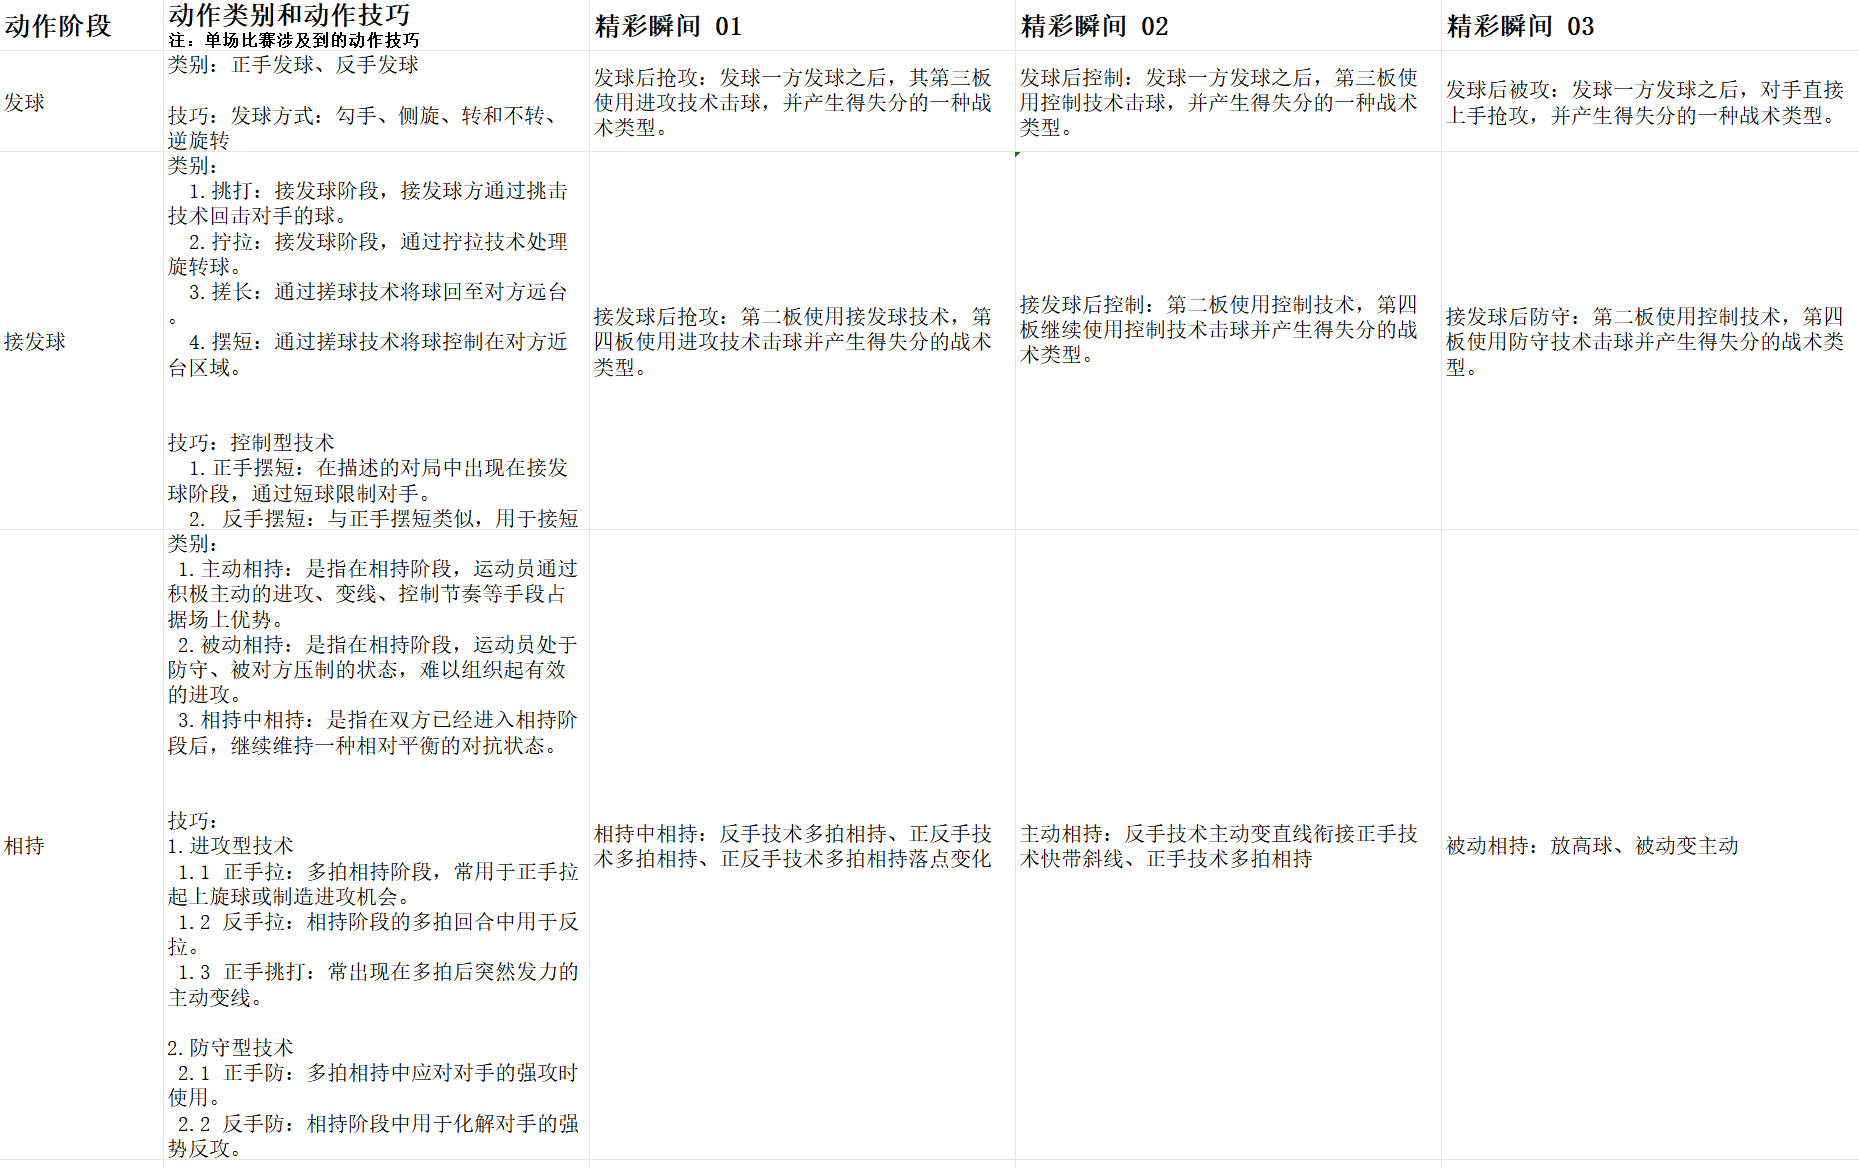 动作阶段
动作类别和动作技巧
注：单场比赛涉及到的动作技巧
精彩瞬间 01
精彩瞬间 02
精彩瞬间 03
发球
类别：正手发球、反手发球
技巧：发球方式：勾手、侧旋、转和不转、
逆旋转
发球后抢攻：发球一方发球之后，其第三板
使用进攻技术击球，并产生得失分的一种战
术类型。
发球后控制：发球一方发球之后，第三板使
用控制技术击球，并产生得失分的一种战术
类型。
发球后被攻：发球一方发球之后，对手直接
上手抢攻，并产生得失分的一种战术类型。
接发球
类别：
1.挑打：接发球阶段，接发球方通过挑击
技术回击对手的球。
2.拧拉：接发球阶段，通过拧拉技术处理
旋转球。
3.搓长：通过搓球技术将球回至对方远台
。
4.摆短：通过搓球技术将球控制在对方近
台区域。
技巧：控制型技术
1.正手摆短：在描述的对局中出现在接发
球阶段，通过短球限制对手。
2. 反手摆短：与正手摆短类似，用于接短
接发球后抢攻：第二板使用接发球技术，第
四板使用进攻技术击球并产生得失分的战术
类型。
接发球后控制：第二板使用控制技术，第四
板继续使用控制技术击球并产生得失分的战
术类型。
接发球后防守：第二板使用控制技术，第四
板使用防守技术击球并产生得失分的战术类
型。
相持
类别：
1.主动相持：是指在相持阶段，运动员通过
积极主动的进攻、变线、控制节奏等手段占
据场上优势。
2.被动相持：是指在相持阶段，运动员处于
防守、被对方压制的状态，难以组织起有效
的进攻。
3.相持中相持：是指在双方已经进入相持阶
段后，继续维持一种相对平衡的对抗状态。
技巧：
1.进攻型技术
1.1 正手拉：多拍相持阶段，常用于正手拉
起上旋球或制造进攻机会。
1.2 反手拉：相持阶段的多拍回合中用于反
拉。
1.3 正手挑打：常出现在多拍后突然发力的
主动变线。
2.防守型技术
2.1 正手防：多拍相持中应对对手的强攻时
使用。
2.2 反手防：相持阶段中用于化解对手的强
势反攻。
相持中相持：反手技术多拍相持、正反手技
术多拍相持、正反手技术多拍相持落点变化
主动相持：反手技术主动变直线衔接正手技
术快带斜线、正手技术多拍相持
被动相持：放高球、被动变主动